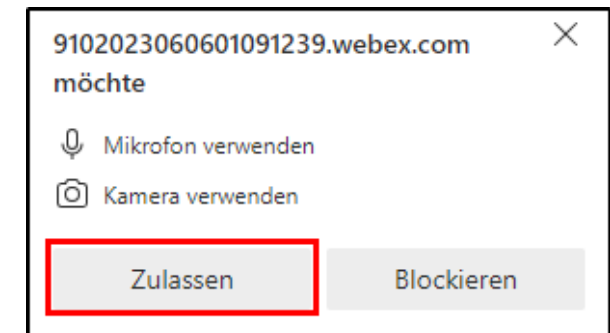 9102023060601091239.webex.com
möchte
Mikrofon verwenden
Kamera verwenden
Zulassen
Blockieren